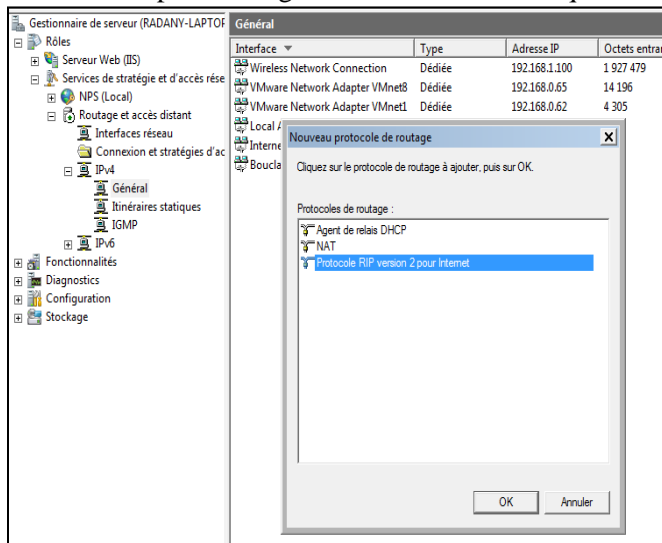 Gestionnaire de serveur (RADANY-LAPTOP
Rôles
Serveur Web (IIS)
Services de stratégie et d'accès rése
NPS (Local)
Routage et accès distant
Interfaces réseau
Connexion et stratégies d'ac
IPv4
Général
Itinéraires statiques
IGMP
IPv6
Fonctionnalités
Diagnostics
Configuration
Stockage
Général
Interface Type Adresse IP Octets entra
Wireless Network Connection Dédiée 192.168.1.100 1 927 479
VMware Network Adapter VMnet8 Dédiée 192.168.0.65 14 196
VMware Network Adapter VMnet1 Dédiée 192.168.0.62 4 305
Local A
Interne
Boucla
Nouveau protocole de routage
Cliquez sur le protocole de routage à ajouter, puis sur OK.
Protocoles de routage :
Agent de relais DHCP
NAT
Protocole RIP version 2 pour Internet
OK Annuler